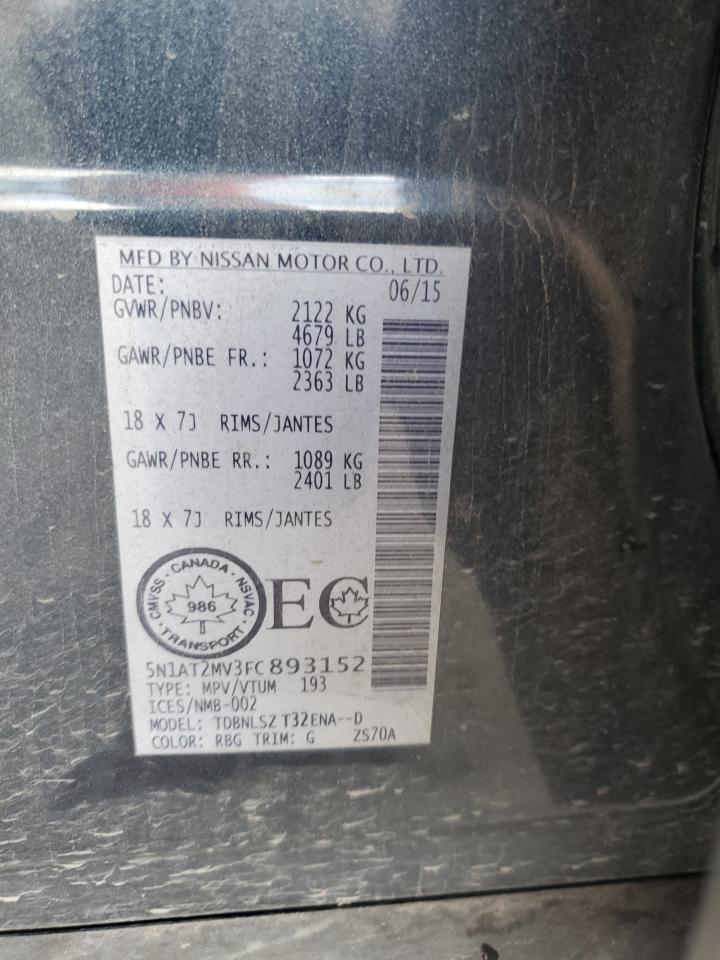 MFD BY NISSAN MOTOR CO., LTD.
DATE: 06/15
GVWR/PNBV: 2122 KG
4679 LB
GAWR/PNBE FR.: 1072 KG
2363 LB
18 X 7J RIMS/JANTES
GAWR/PNBE RR.: 1089 KG
2401 LB
18 X 7J RIMS/JANTES
CMVSS · CANADA · NSVAC · TRANSPORT ·
986
EC
5N1AT2MV3FC893152
TYPE: MPV/VTUM 193
ICES/NMB-002
MODEL: TDBNLSZ T32ENA--D
COLOR: RBG TRIM: G ZS70A